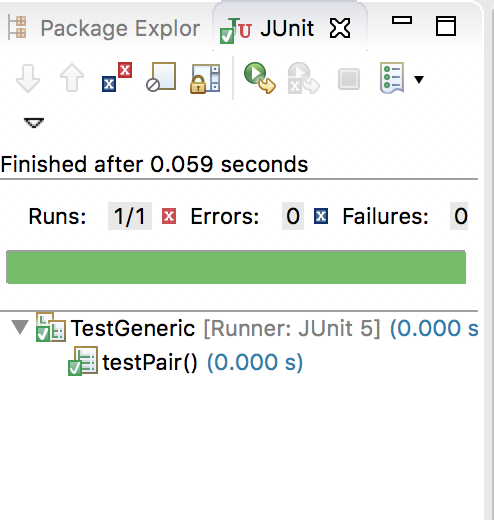 Package Explor JUnit
Finished after 0.059 seconds
Runs: 1/1 Errors: 0 Failures: 0
TestGeneric [Runner: JUnit 5] (0.000 s
testPair() (0.000 s)